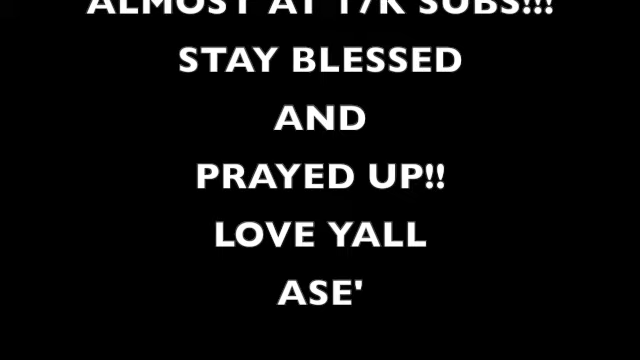 ALMOST AT 17K SUBS!!!
STAY BLESSED
AND
PRAYED UP!!
LOVE YALL
ASE'